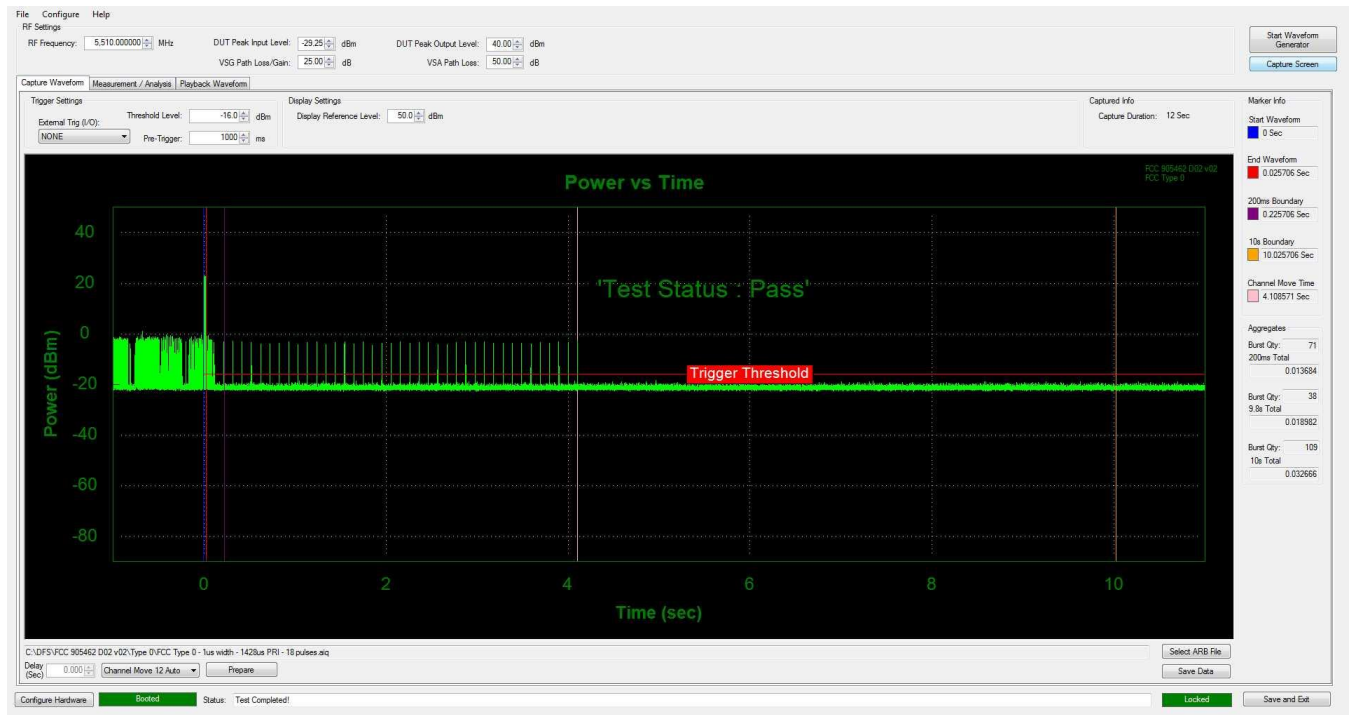 File Configure Help
RF Settings
RF Frequency: 5,510.000000 MHz DUT Peak Input Level: -29.25 dBm DUT Peak Output Level: 40.00 dBm
VSG Path Loss/Gain: 25.00 dB VSA Path Loss: 50.00 dB
Start Waveform
Generator
Capture Screen
Capture Waveform Measurement / Analysis Playback Waveform
Trigger Settings
External Trig (I/O):
NONE
Threshold Level: -16.0 dBm
Pre-Trigger: 1000 ms
Display Settings
Display Reference Level: 50.0 dBm
Captured Info
Capture Duration: 12 Sec
Marker Info
Start Waveform
0 Sec
End Waveform
0.025706 Sec
200ms Boundary
0.225706 Sec
10s Boundary
10.025706 Sec
Channel Move Time
4.108571 Sec
Aggregates
Burst Qty: 71
200ms Total
0.013684
Burst Qty: 38
9.8s Total
0.018982
Burst Qty: 109
10s Total
0.032666
Power vs Time
FCC 905462 D02 v02
FCC Type 0
'Test Status : Pass'
Trigger Threshold
Power (dBm)
40
20
0
-20
-40
-60
-80
0 2 4 6 8 10
Time (sec)
C:\DFS\FCC 905462 D02 v02\Type 0\FCC Type 0 - 1us width - 1428us PRI - 18 pulses.aiq
Select ARB File
Delay
(Sec) 0.000 Channel Move 12 Auto Prepare
Save Data
Configure Hardware Booted Status: Test Completed! Locked Save and Exit